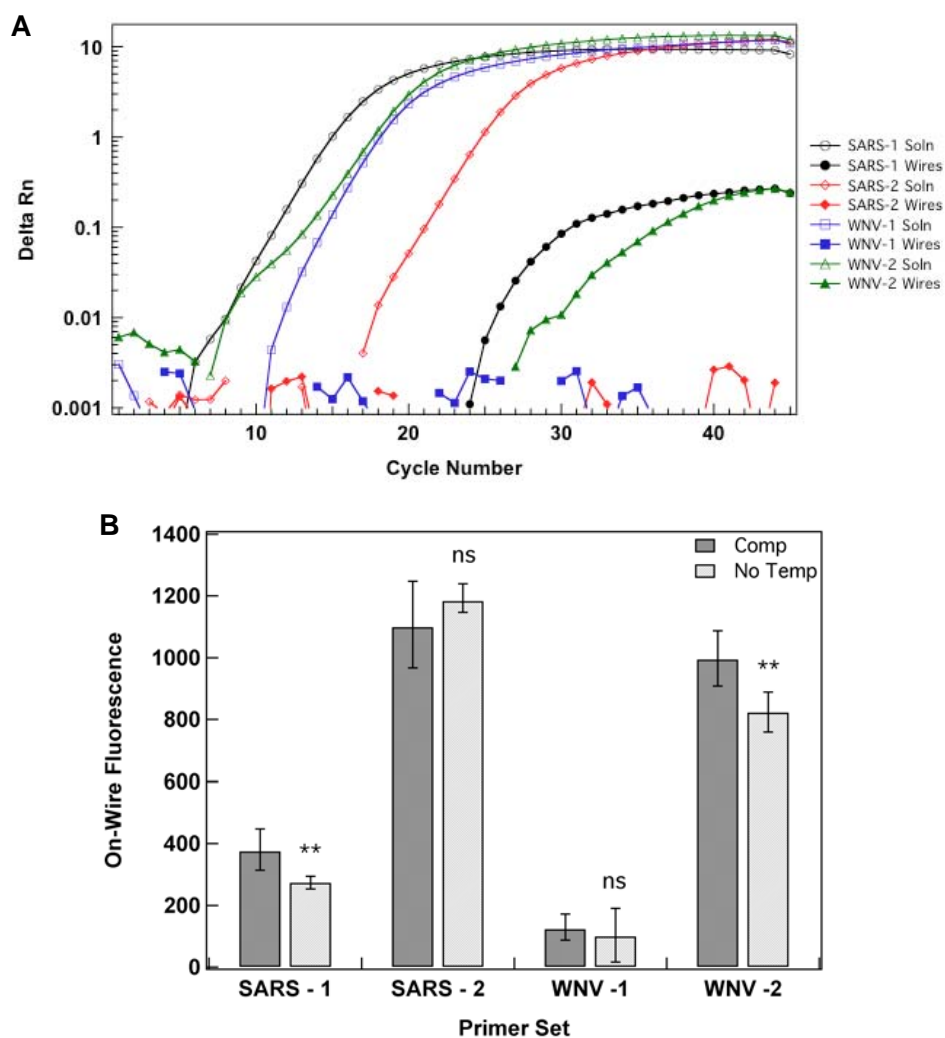 A
10
1
0.1
0.01
0.001
Delta Rn
10
20
30
40
Cycle Number
SARS-1 Soln
SARS-1 Wires
SARS-2 Soln
SARS-2 Wires
WNV-1 Soln
WNV-1 Wires
WNV-2 Soln
WNV-2 Wires
B
1400
1200
1000
800
600
400
200
0
On-Wire Fluorescence
Comp
No Temp
**
ns
ns
**
SARS - 1
SARS - 2
WNV -1
WNV -2
Primer Set